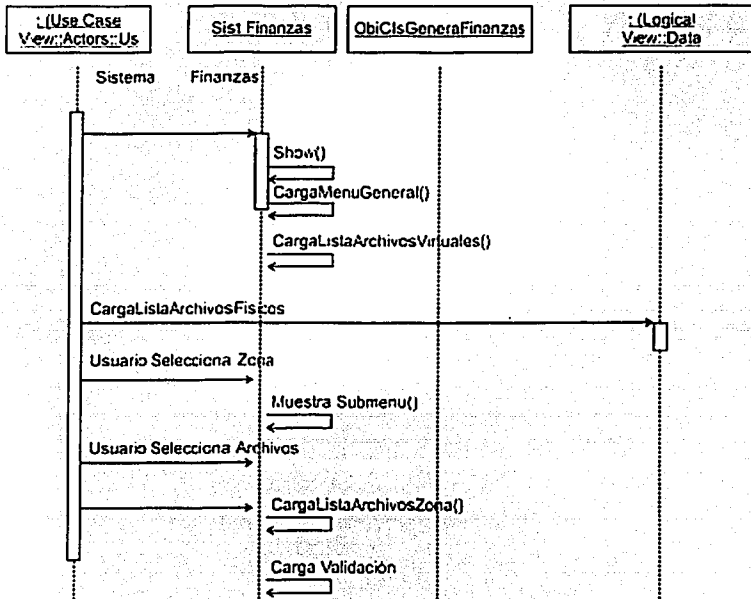 : (Use Case
View::Actors::Us
Sist Finanzas
ObjClsGeneraFinanzas
: (Logical
View::Data
Sistema Finanzas
Show()
CargaMenuGeneral()
CargaListaArchivosVirtuales()
CargaListaArchivosFisicos
Usuario Selecciona Zona
Muestra Submenu()
Usuario Selecciona Archivos
CargaListaArchivosZona()
Carga Validación